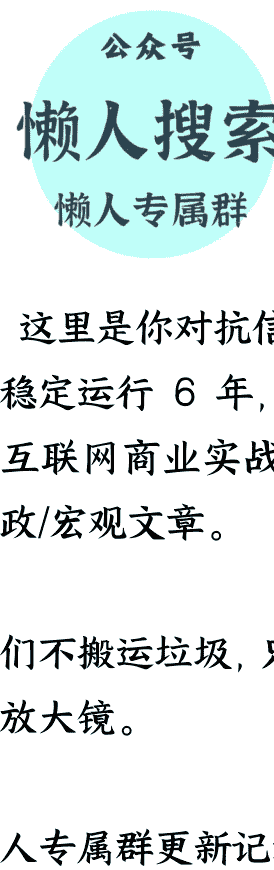 公众号
懒人搜索
懒人专属群
这里是你对抗信
稳定运行 6 年，
互联网商业实战
政/宏观文章。
们不搬运垃圾，只
放大镜。
人专属群更新记